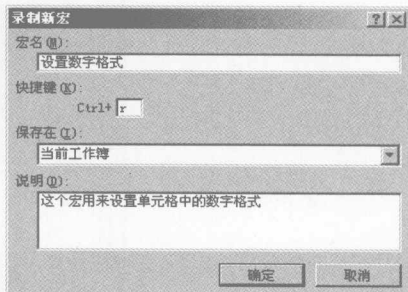 录制新宏
宏名(M):
设置数字格式
快捷键(K):
Ctrl+ r
保存在(I):
当前工作簿
说明(D):
这个宏用来设置单元格中的数字格式
确定 取消